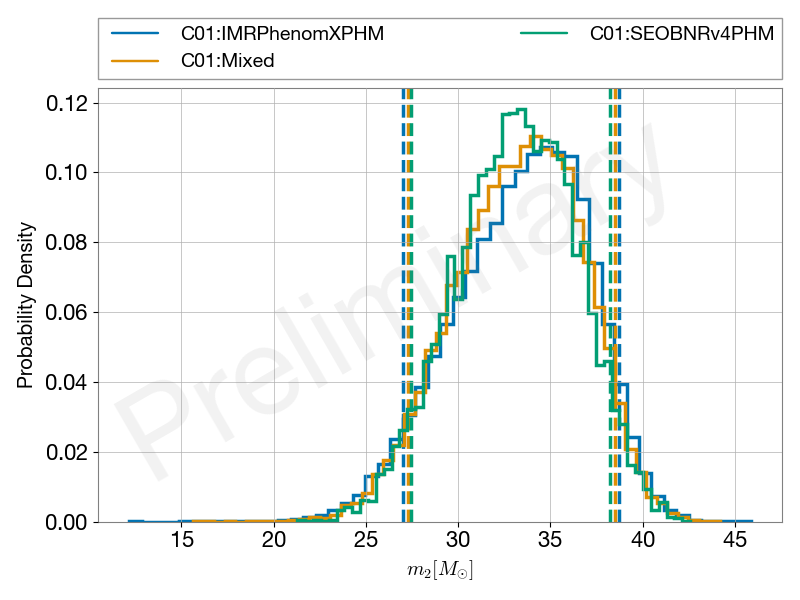 C01:IMRPhenomXPHM C01:SEOBNRv4PHM
C01:Mixed
0.12
0.10
0.08
0.06
0.04
0.02
0.00
Probability Density
Preliminary
15 20 25 30 35 40 45
m₂[M⊙]